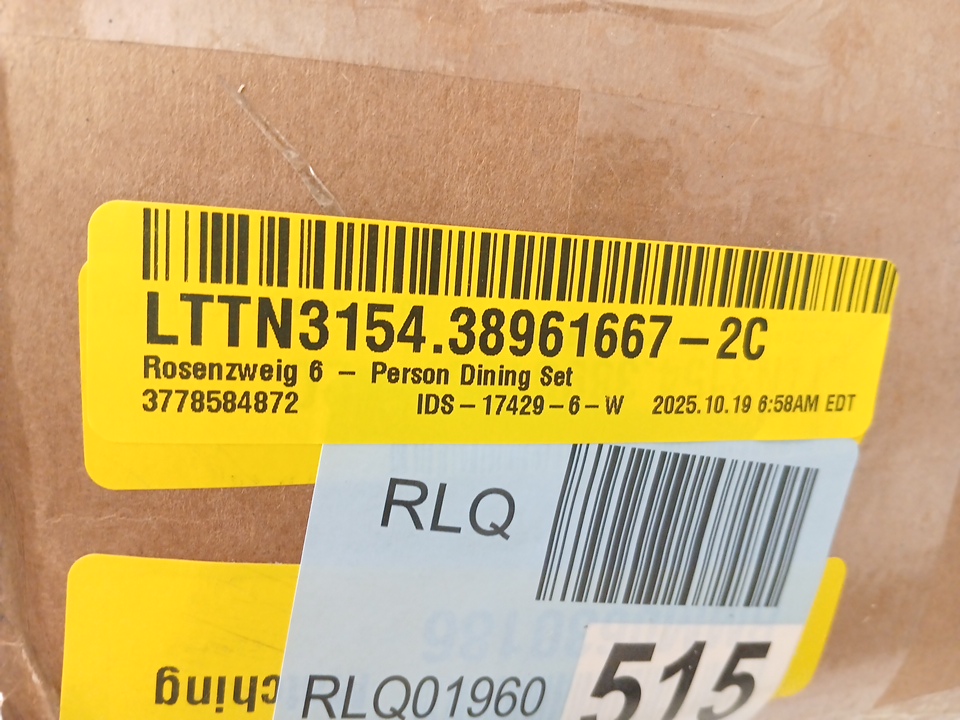 LTTN3154.38961667-2C
Rosenzweig 6 - Person Dining Set
3778584872 IDS-17429-6-W 2025.10.19 6:58AM EDT
RLQ
RLQ01960
515